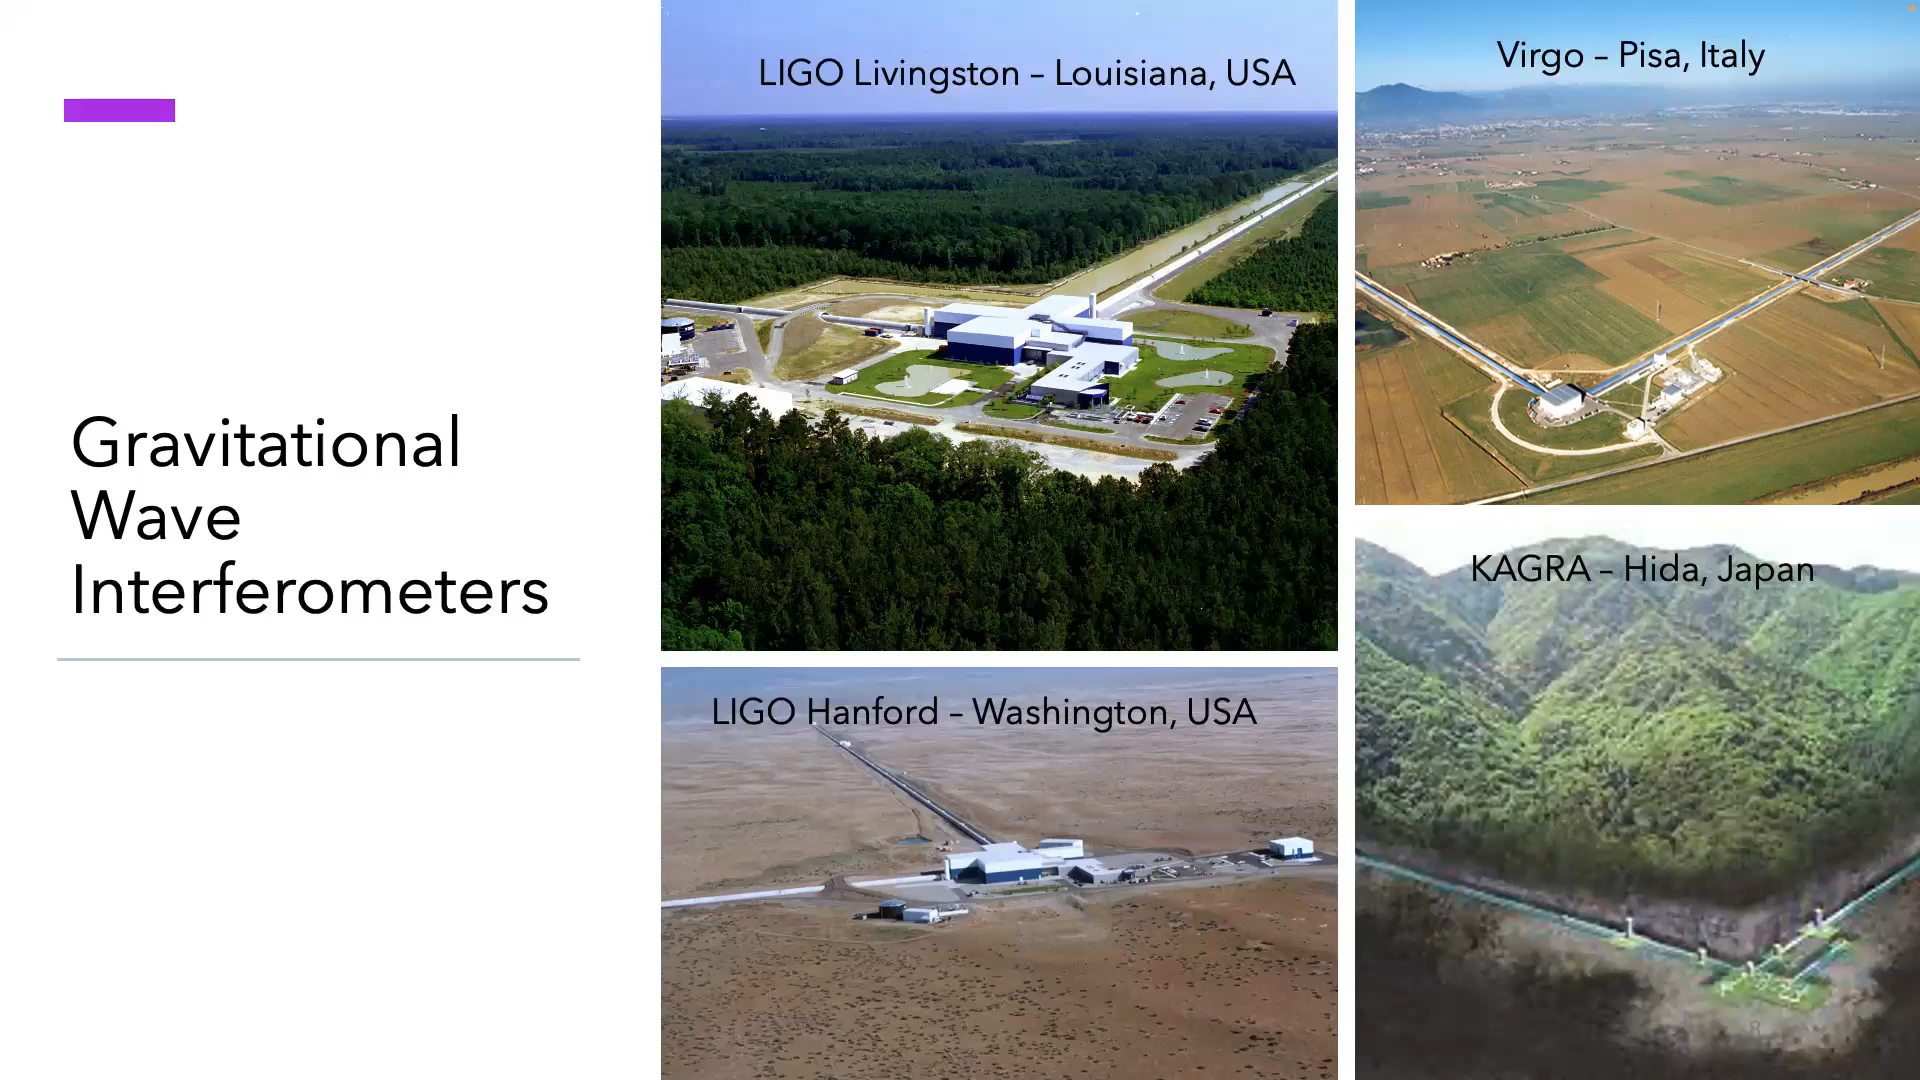 Gravitational
Wave
Interferometers
LIGO Livingston – Louisiana, USA
Virgo – Pisa, Italy
KAGRA – Hida, Japan
LIGO Hanford – Washington, USA